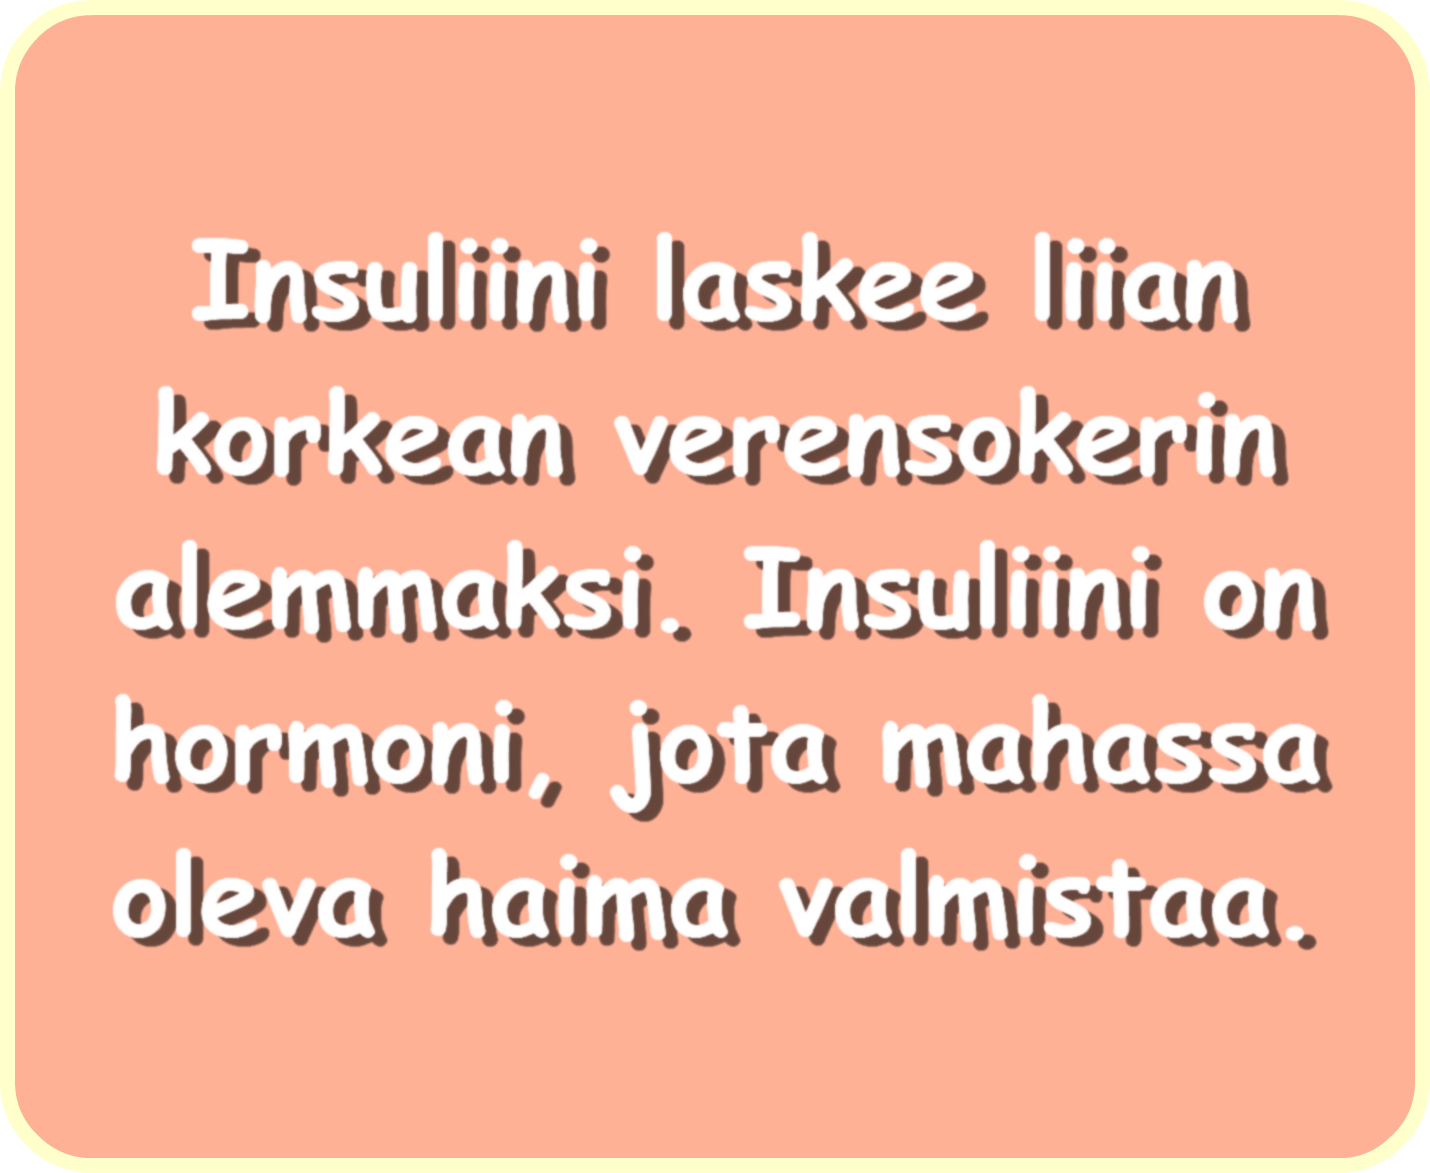 Insuliini laskee liian
korkean verensokerin
alemmaksi. Insuliini on
hormoni, jota mahassa
oleva haima valmistaa.